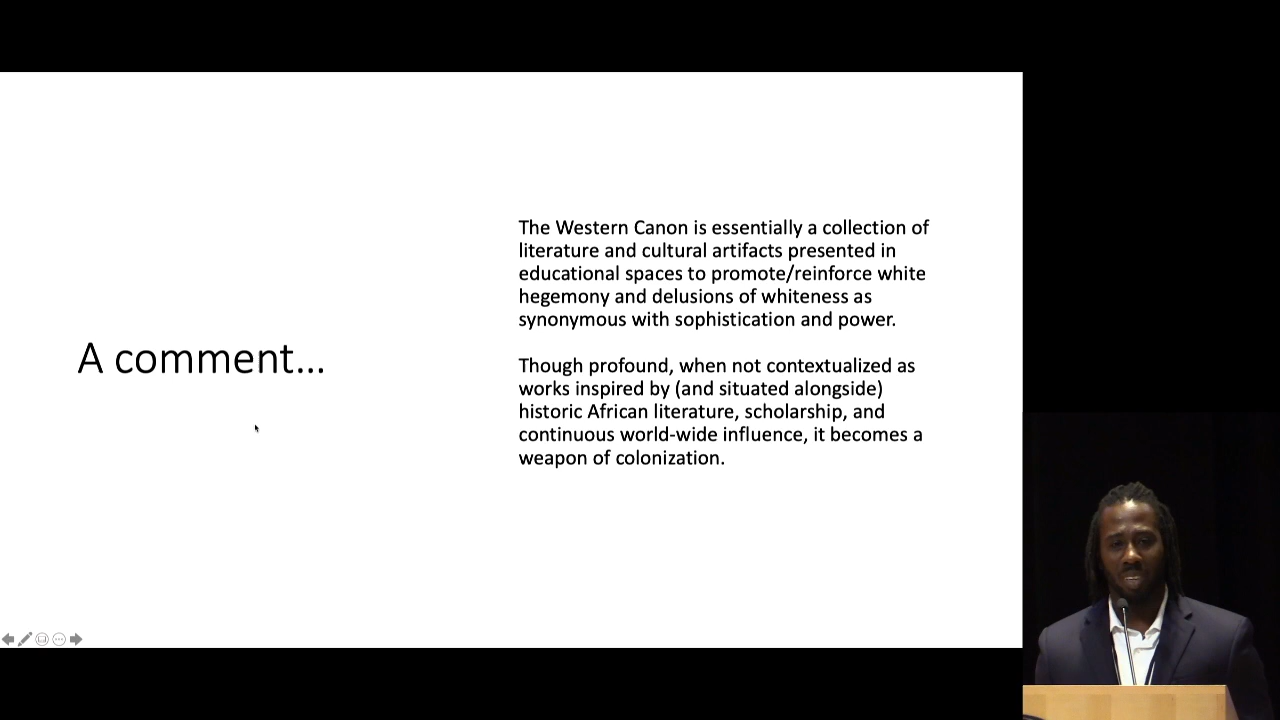 A comment...
The Western Canon is essentially a collection of
literature and cultural artifacts presented in
educational spaces to promote/reinforce white
hegemony and delusions of whiteness as
synonymous with sophistication and power.
Though profound, when not contextualized as
works inspired by (and situated alongside)
historic African literature, scholarship, and
continuous world-wide influence, it becomes a
weapon of colonization.